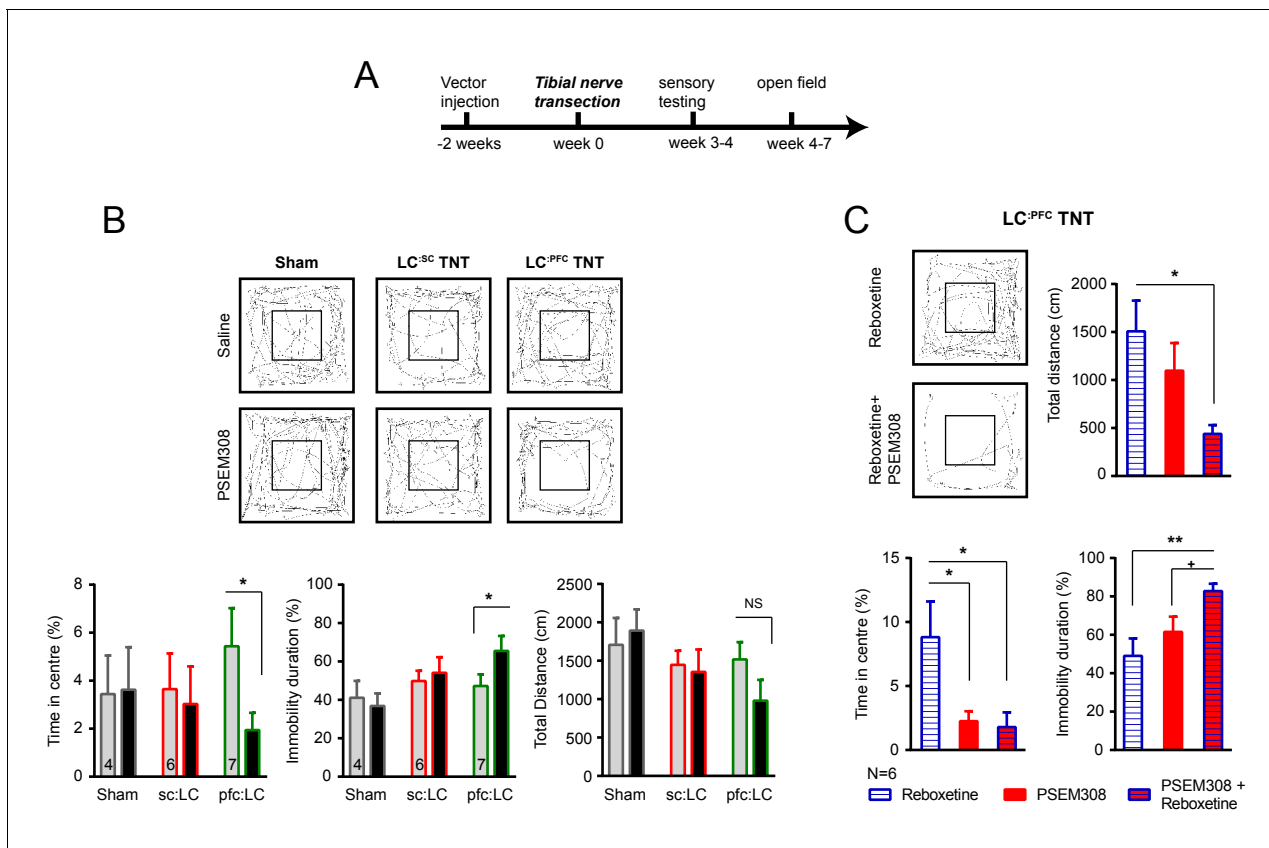 A
Vector
injection
Tibial nerve
transection
sensory
testing
open field
-2 weeks
week 0
week 3-4
week 4-7
B
Sham
LC:SC TNT
LC:PFC TNT
Saline
PSEM308
Time in centre (%)
8
6
4
2
0
*
4
6
7
Sham
sc:LC
pfc:LC
Immobility duration (%)
100
80
60
40
20
0
*
4
6
7
Sham
sc:LC
pfc:LC
Total Distance (cm)
2500
2000
1500
1000
500
0
NS
Sham
sc:LC
pfc:LC
C
LC:PFC TNT
Reboxetine
Reboxetine+
PSEM308
Total distance (cm)
2000
1500
1000
500
0
*
Time in centre (%)
15
10
5
0
*
*
Immobility duration (%)
100
80
60
40
20
0
**
+
N=6
Reboxetine
PSEM308
PSEM308 +
Reboxetine